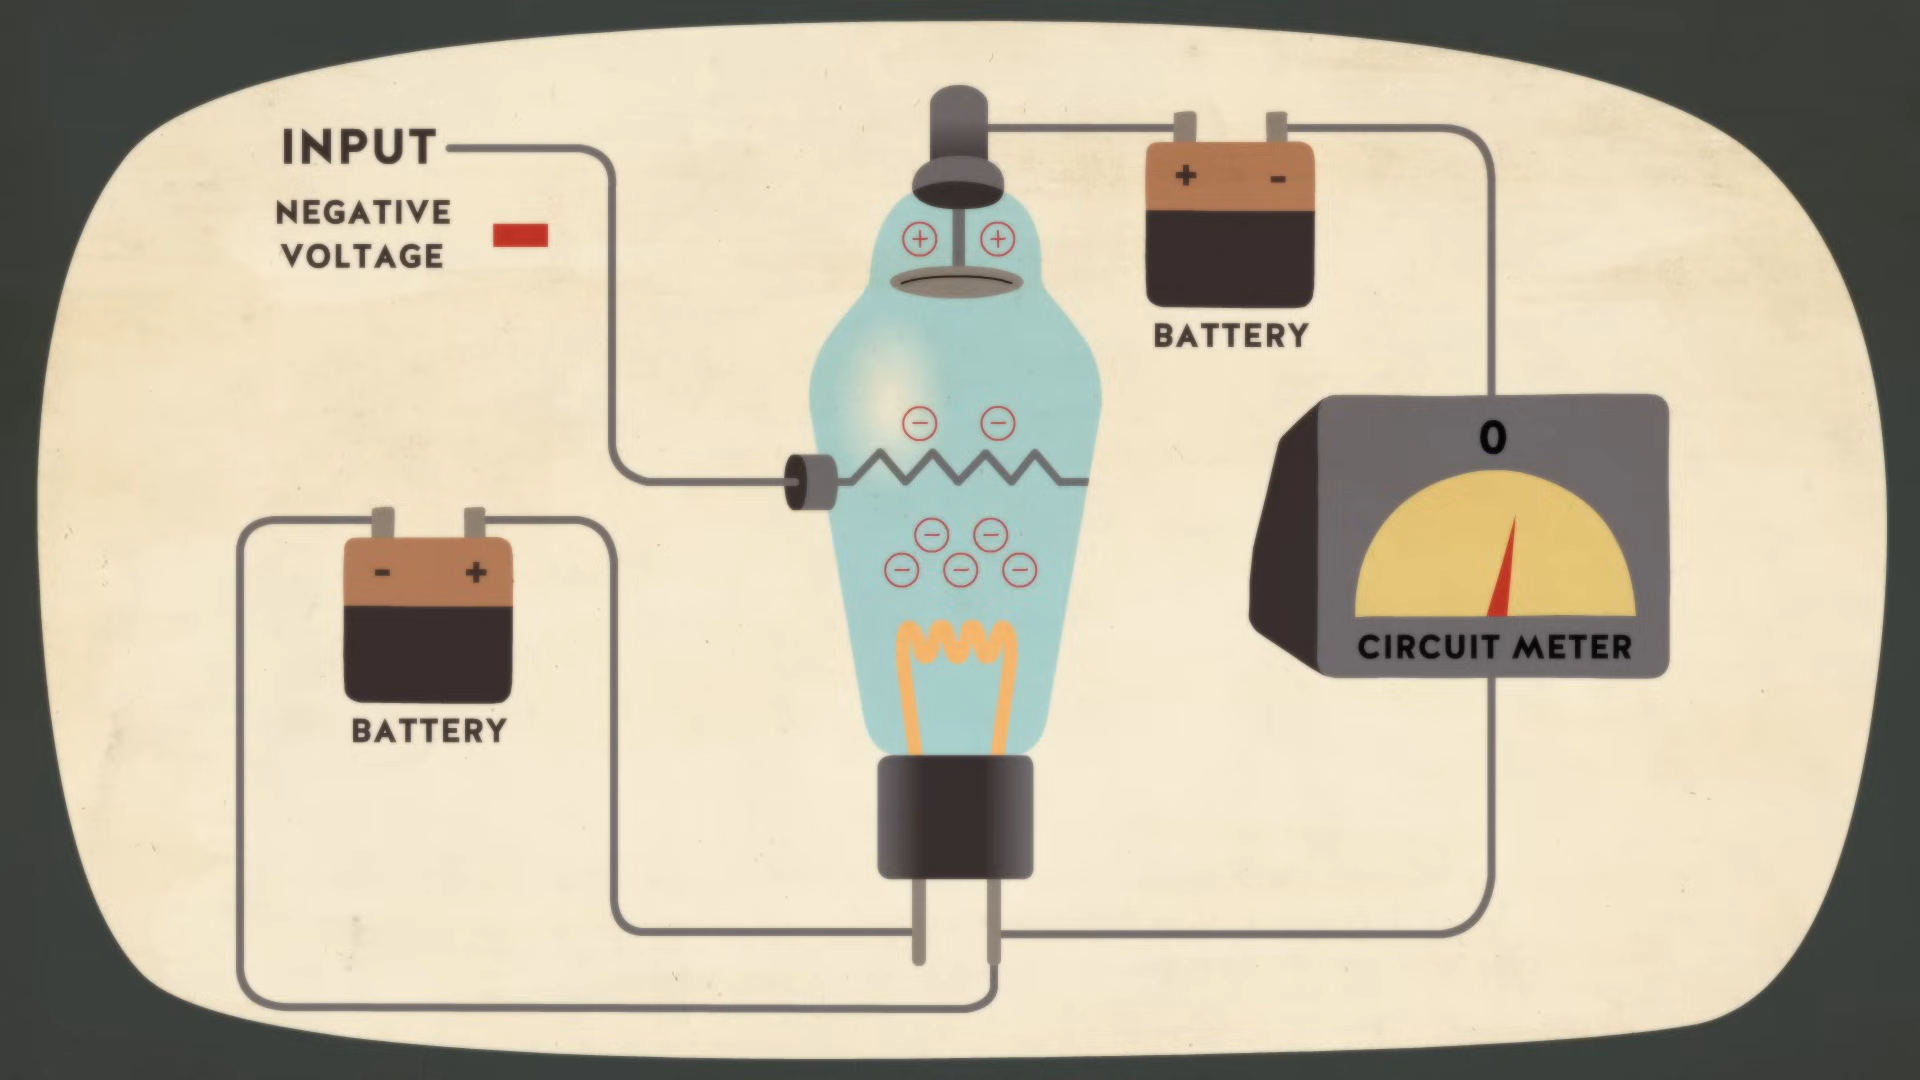 INPUT
NEGATIVE
VOLTAGE
+ -
BATTERY
0
CIRCUIT METER
- +
BATTERY